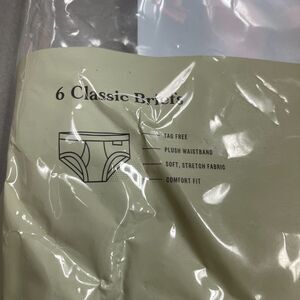 6 Classic Briefs
TAG FREE
PLUSH WAISTBAND
SOFT, STRETCH FABRIC
COMFORT FIT